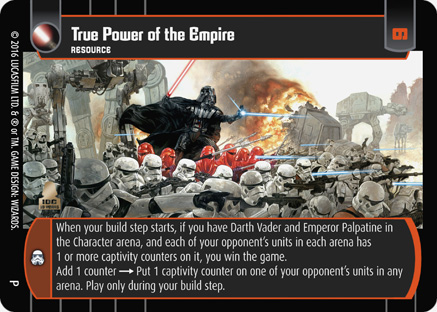 True Power of the Empire
RESOURCE
9
© 2016 LUCASFILM LTD. & ® or TM. GAME DESIGN: WIZARDS.
When your build step starts, if you have Darth Vader and Emperor Palpatine in
the Character arena, and each of your opponent's units in each arena has
1 or more captivity counters on it, you win the game.
Add 1 counter → Put 1 captivity counter on one of your opponent's units in any
arena. Play only during your build step.
P